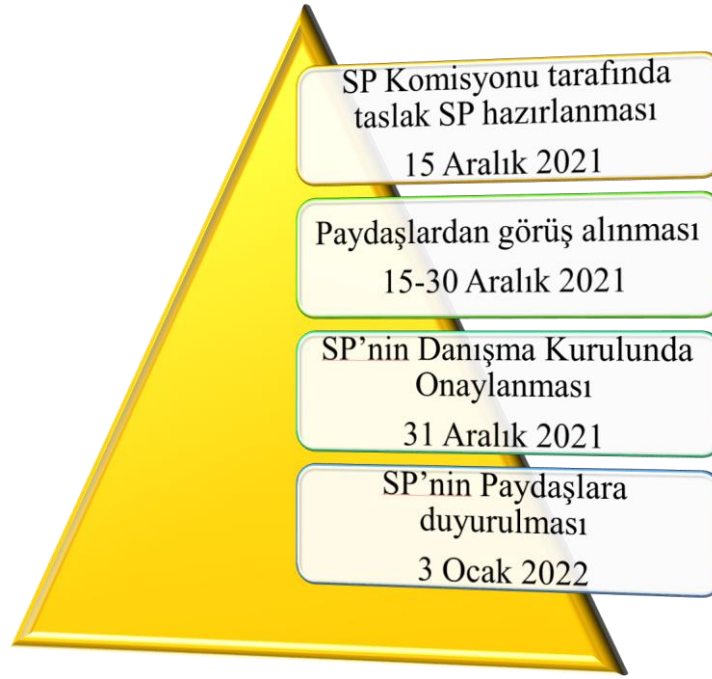 SP Komisyonu tarafında
taslak SP hazırlanması
15 Aralık 2021
Paydaşlardan görüş alınması
15-30 Aralık 2021
SP’nin Danışma Kurulunda
Onaylanması
31 Aralık 2021
SP’nin Paydaşlara
duyurulması
3 Ocak 2022